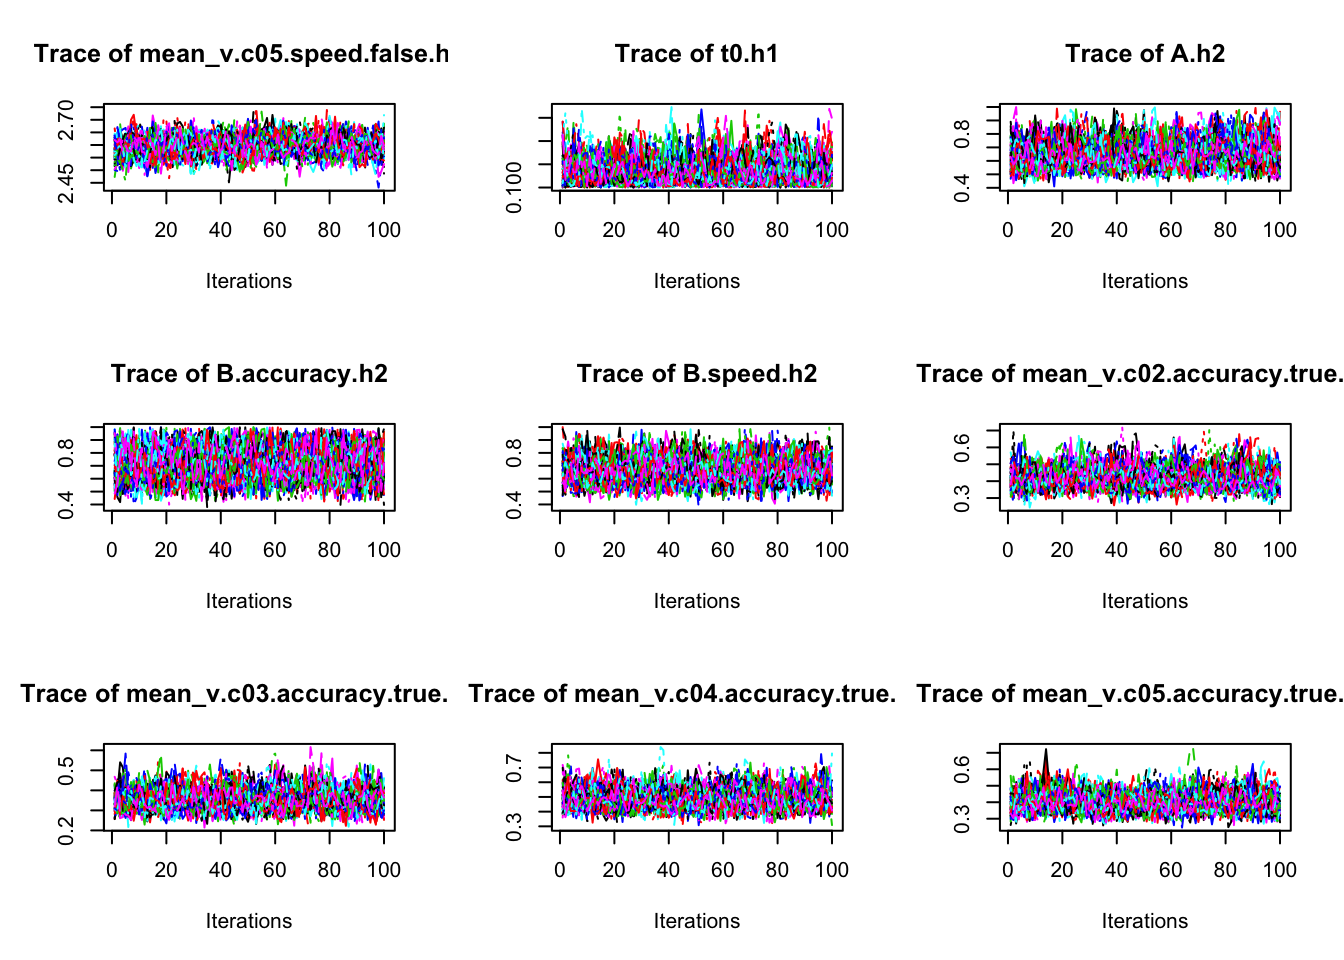 Trace of mean_v.c05.speed.false.h
2.70
2.45
0 20 40 60 80 100
Iterations
Trace of t0.h1
0.100
0 20 40 60 80 100
Iterations
Trace of A.h2
0.8
0.4
0 20 40 60 80 100
Iterations
Trace of B.accuracy.h2
0.8
0.4
0 20 40 60 80 100
Iterations
Trace of B.speed.h2
0.8
0.4
0 20 40 60 80 100
Iterations
Trace of mean_v.c02.accuracy.true.
0.6
0.3
0 20 40 60 80 100
Iterations
Trace of mean_v.c03.accuracy.true.
0.5
0.2
0 20 40 60 80 100
Iterations
Trace of mean_v.c04.accuracy.true.
0.7
0.3
0 20 40 60 80 100
Iterations
Trace of mean_v.c05.accuracy.true.
0.6
0.3
0 20 40 60 80 100
Iterations